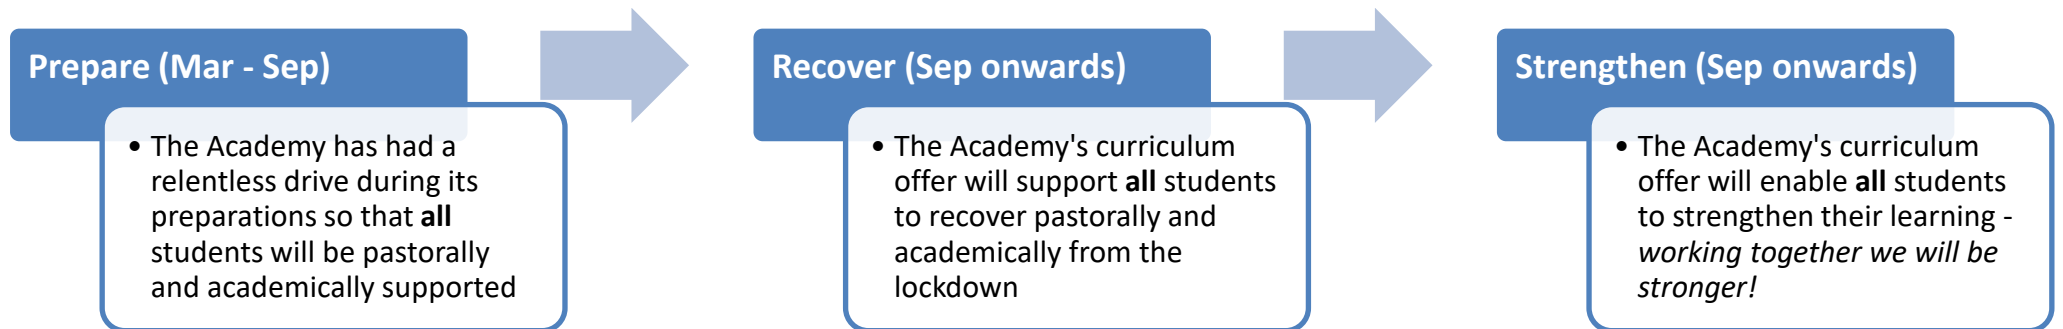 Prepare (Mar - Sep)
• The Academy has had a
relentless drive during its
preparations so that all
students will be pastorally
and academically supported
Recover (Sep onwards)
• The Academy's curriculum
offer will support all students
to recover pastorally and
academically from the
lockdown
Strengthen (Sep onwards)
• The Academy's curriculum
offer will enable all students
to strengthen their learning -
working together we will be
stronger!